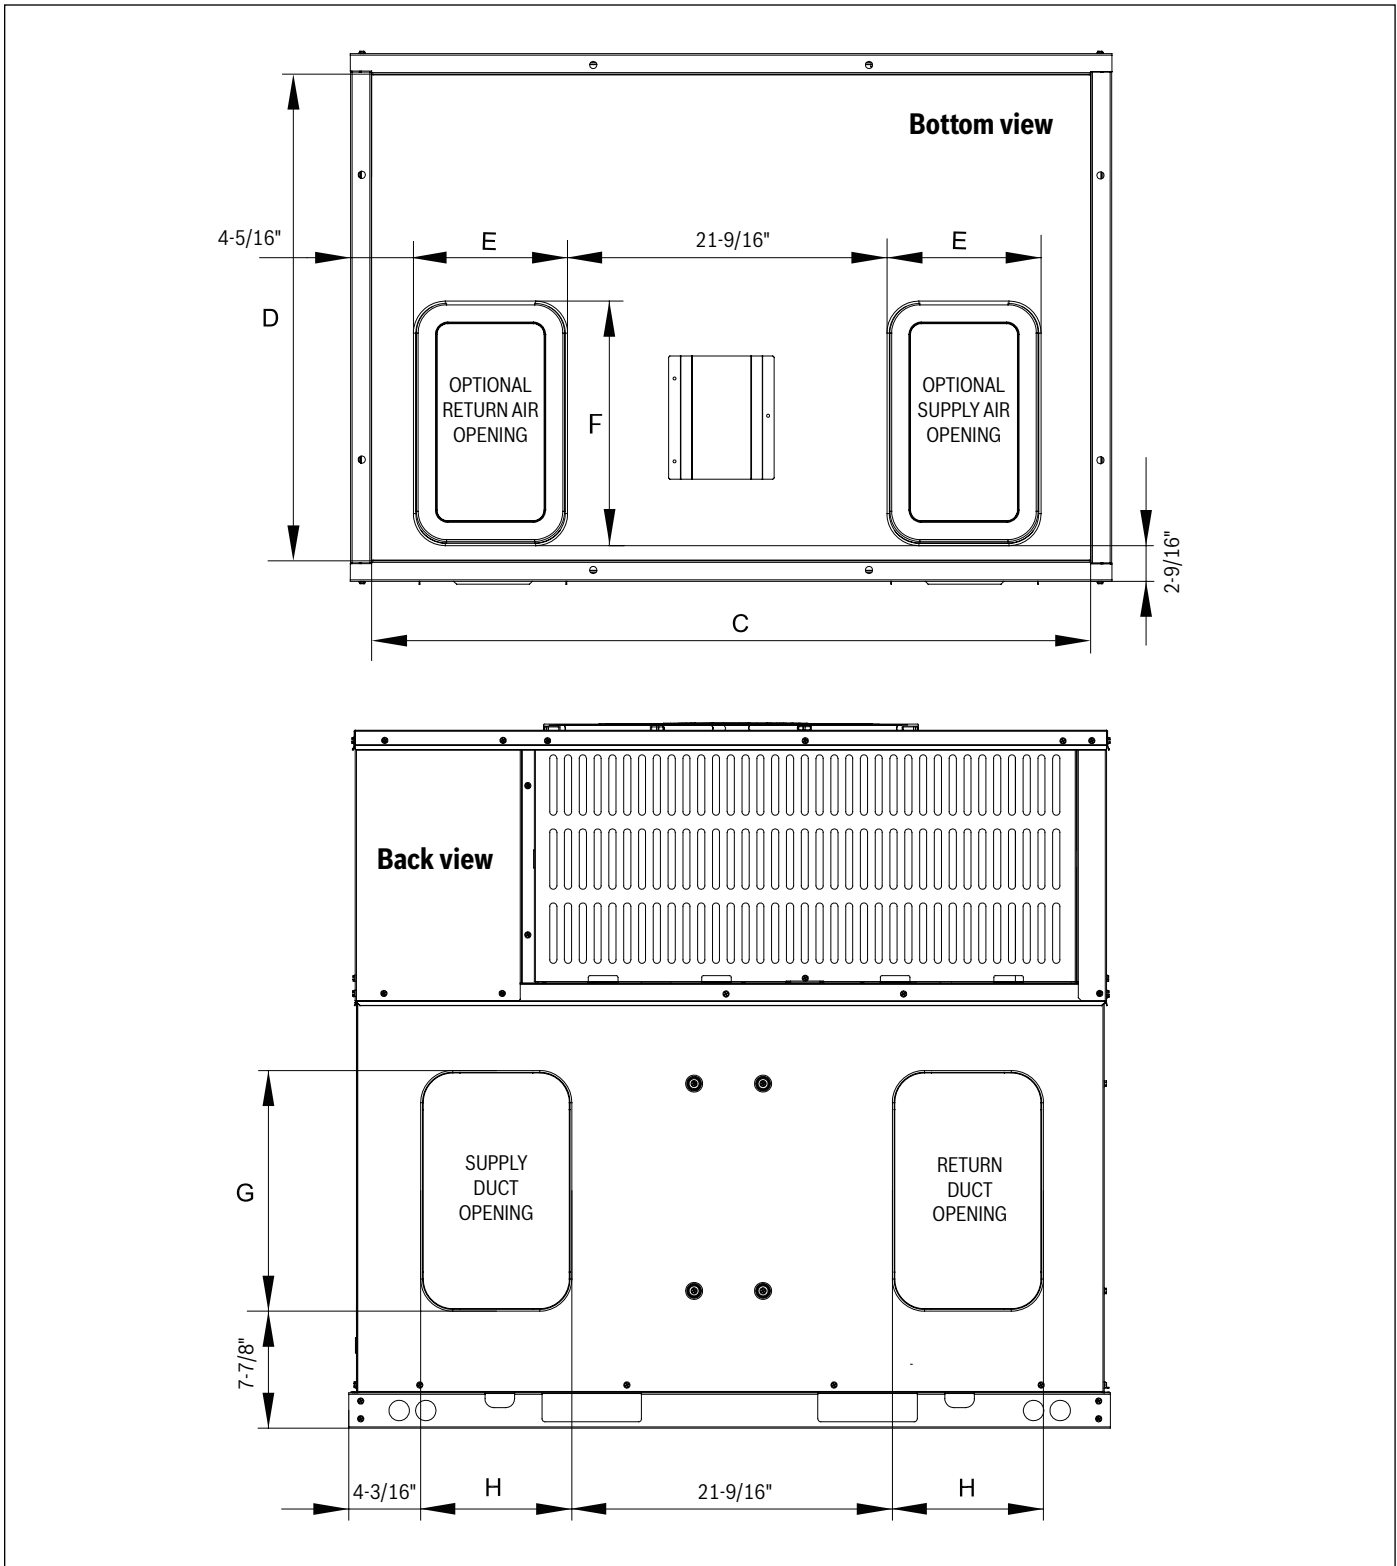 Bottom view
4-5/16"
E
21-9/16"
E
D
OPTIONAL
RETURN AIR
OPENING
F
OPTIONAL
SUPPLY AIR
OPENING
2-9/16"
C
Back view
G
SUPPLY
DUCT
OPENING
RETURN
DUCT
OPENING
7-7/8"
4-3/16"
H
21-9/16"
H